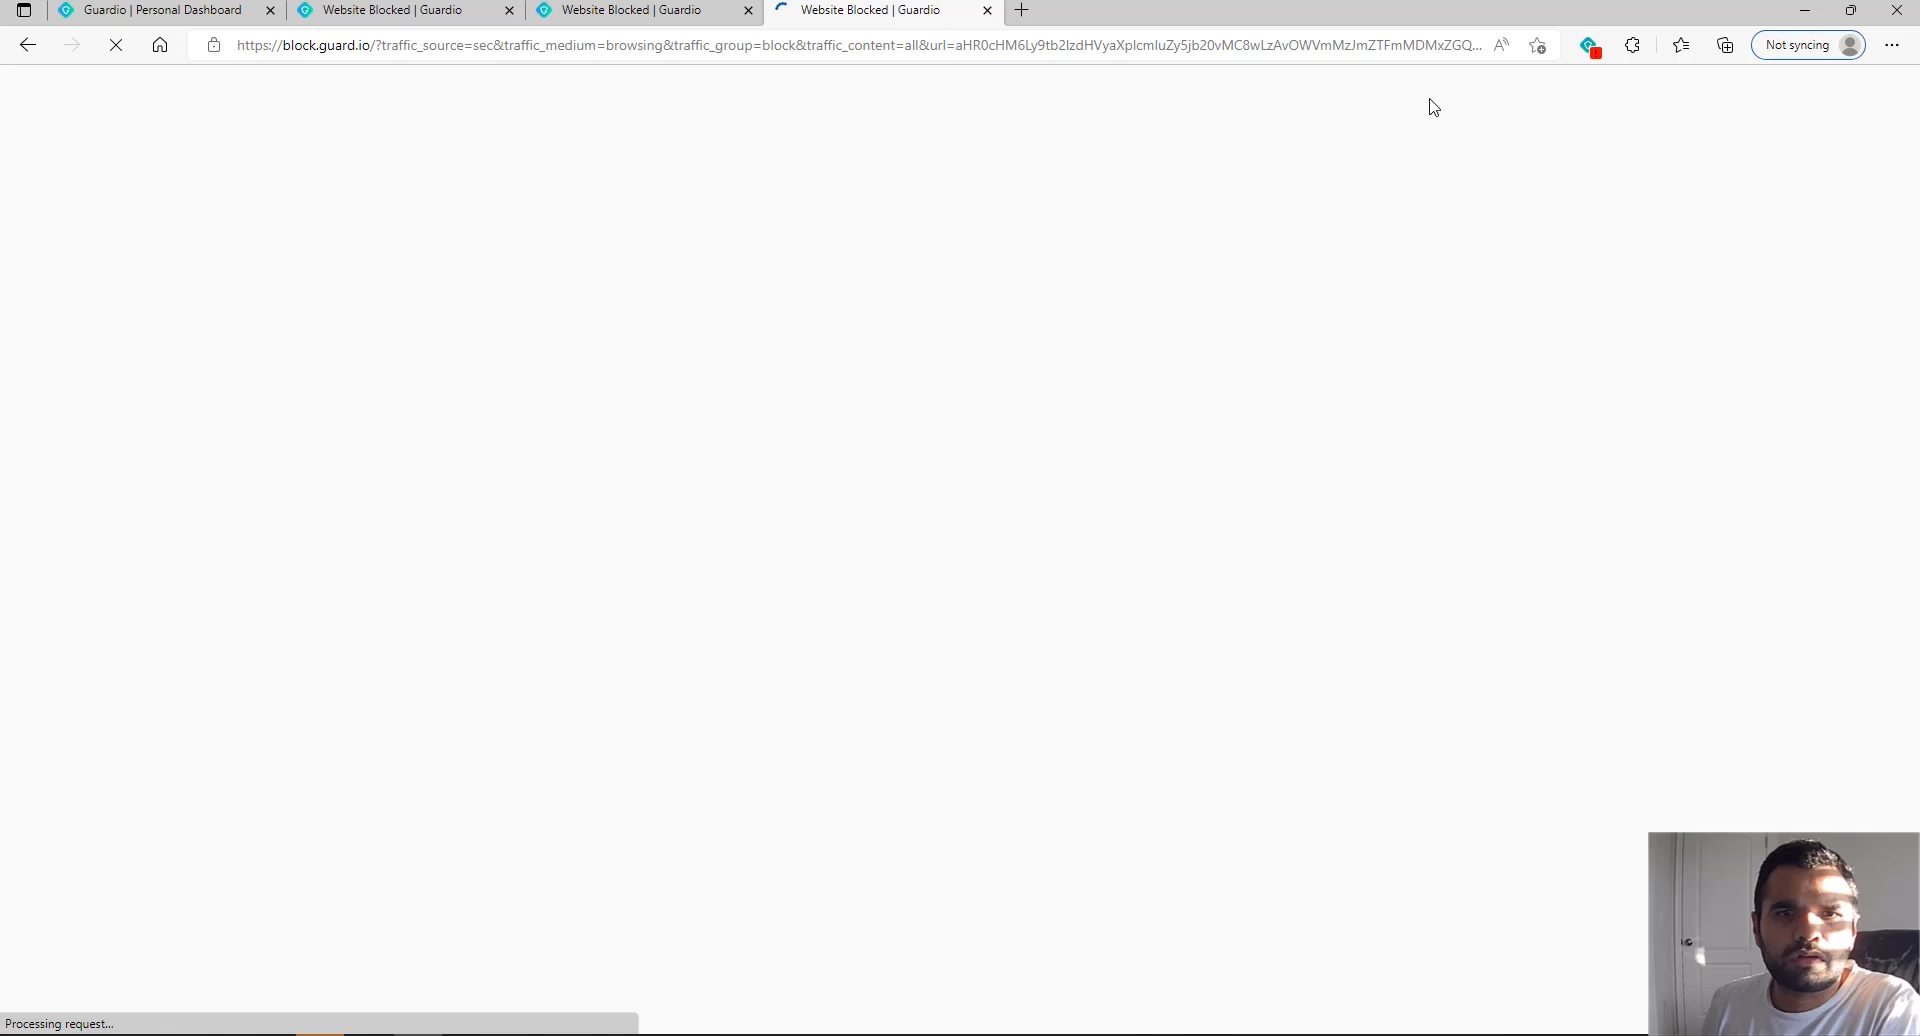 Guardio | Personal Dashboard
Website Blocked | Guardio
Website Blocked | Guardio
Website Blocked | Guardio
https://block.guard.io/?traffic_source=sec&traffic_medium=browsing&traffic_group=block&traffic_content=all&url=aHR0cHM6Ly9tb2lzdHVyaXplcmluZy5jb20vMC8wLzAvOWVmMzJmZTFmMDMxZGQ...
Not syncing
Processing request...